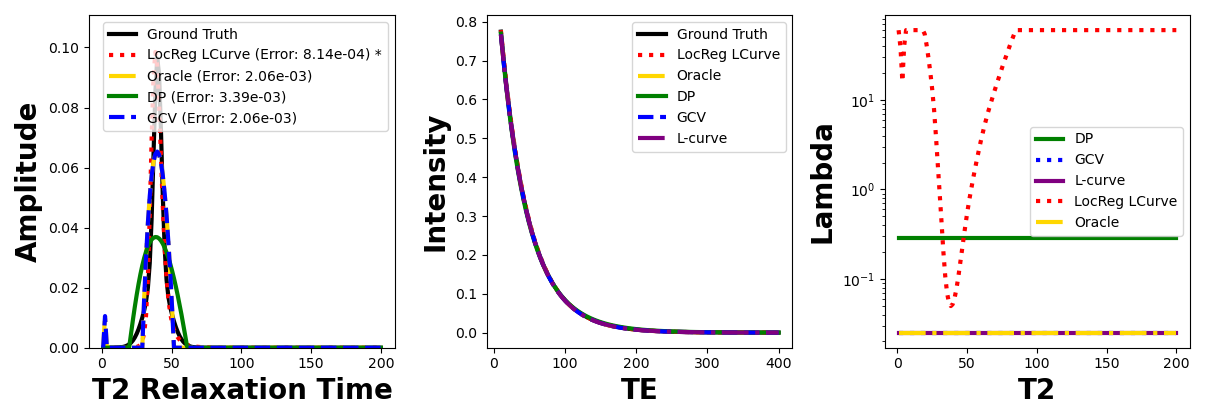 Amplitude
0.10
0.08
0.06
0.04
0.02
0.00
Ground Truth
LocReg LCurve (Error: 8.14e-04) *
Oracle (Error: 2.06e-03)
DP (Error: 3.39e-03)
GCV (Error: 2.06e-03)
0 50 100 150 200
T2 Relaxation Time
Intensity
0.8
0.7
0.6
0.5
0.4
0.3
0.2
0.1
0.0
Ground Truth
LocReg LCurve
Oracle
DP
GCV
L-curve
0 100 200 300 400
TE
Lambda
10¹
10⁰
10⁻¹
DP
GCV
L-curve
LocReg LCurve
Oracle
0 50 100 150 200
T2